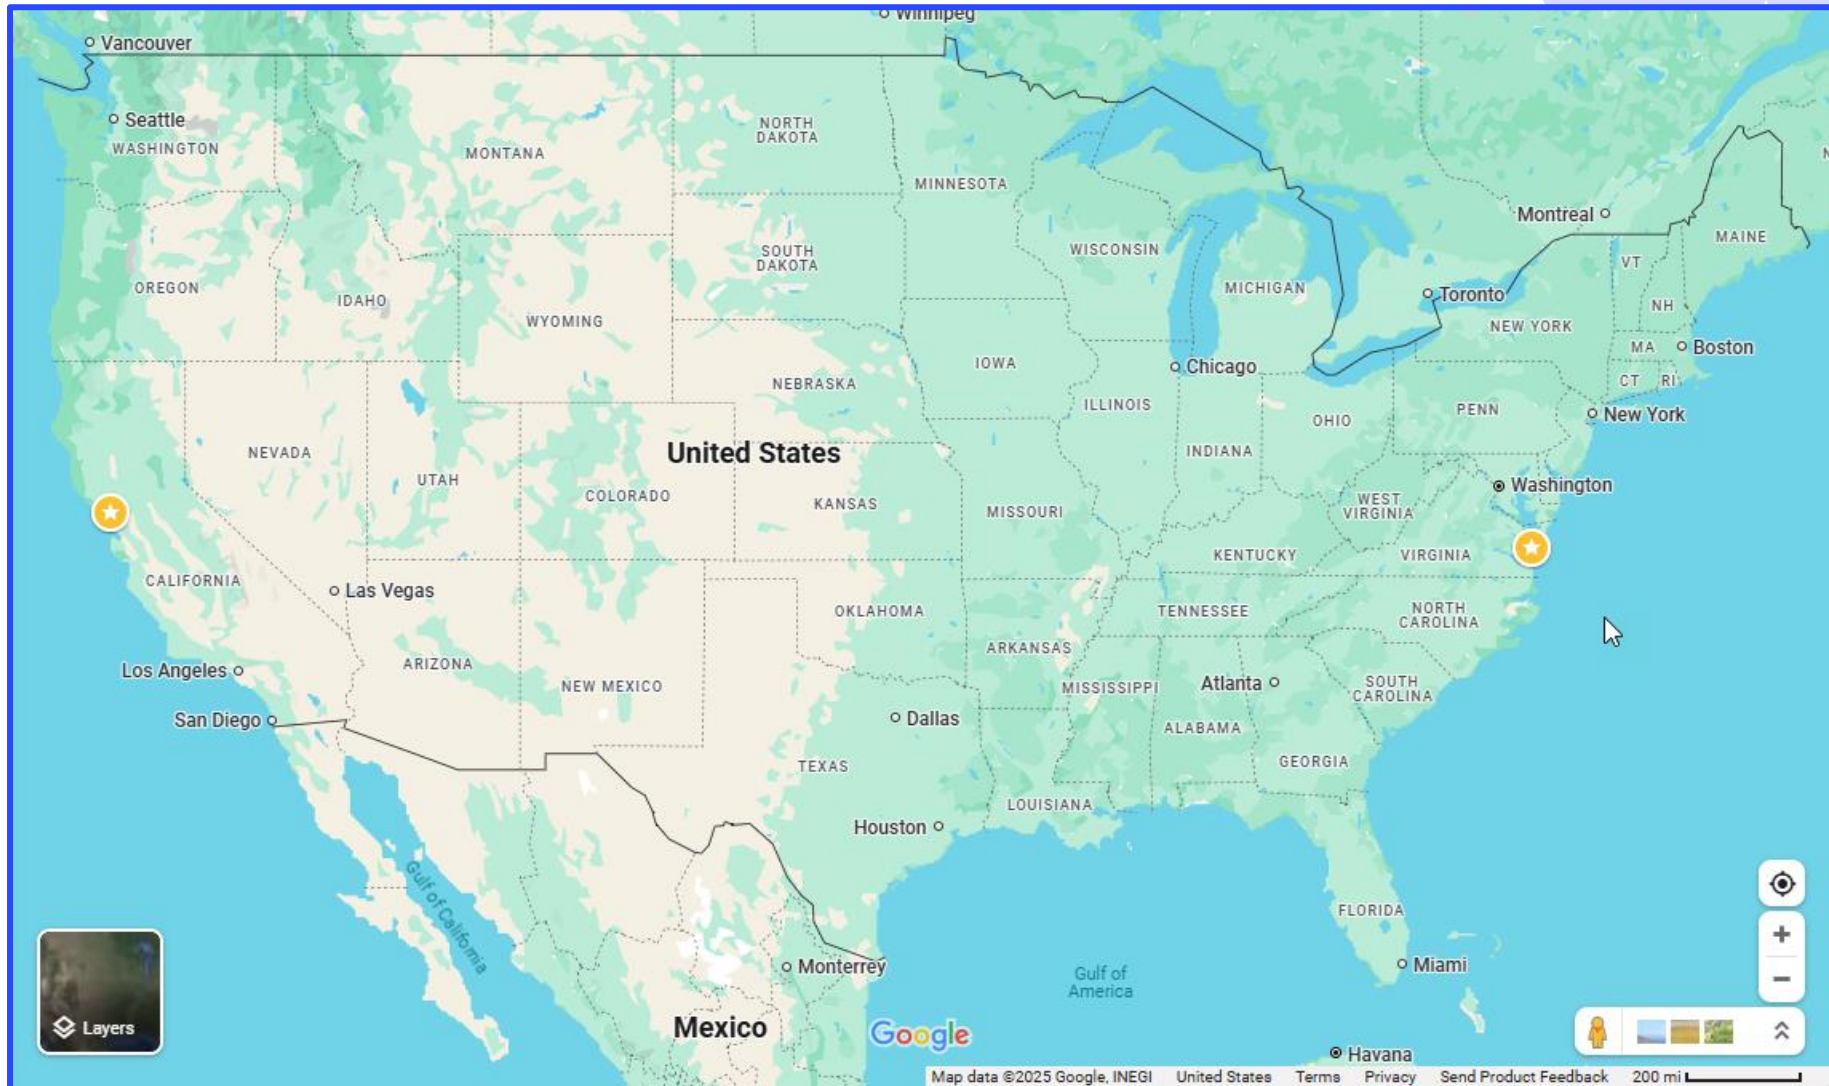 Winnipeg
Vancouver
Seattle
WASHINGTON
MONTANA
NORTH
DAKOTA
MINNESOTA
Montreal
MAINE
VT
NH
OREGON
IDAHO
WYOMING
SOUTH
DAKOTA
WISCONSIN
MICHIGAN
Toronto
NEW YORK
MA
Boston
CT
RI
IOWA
Chicago
NEBRASKA
ILLINOIS
INDIANA
OHIO
PENN
New York
NEVADA
UTAH
COLORADO
United States
KANSAS
MISSOURI
WEST
VIRGINIA
Washington
KENTUCKY
VIRGINIA
CALIFORNIA
Las Vegas
OKLAHOMA
TENNESSEE
NORTH
CAROLINA
ARKANSAS
Los Angeles
ARIZONA
NEW MEXICO
MISSISSIPPI
Atlanta
SOUTH
CAROLINA
San Diego
Dallas
ALABAMA
TEXAS
GEORGIA
LOUISIANA
Houston
Gulf of California
FLORIDA
Monterrey
Gulf of
America
Miami
Layers
Mexico
Google
Havana
Map data ©2025 Google, INEGI United States Terms Privacy Send Product Feedback 200 mi